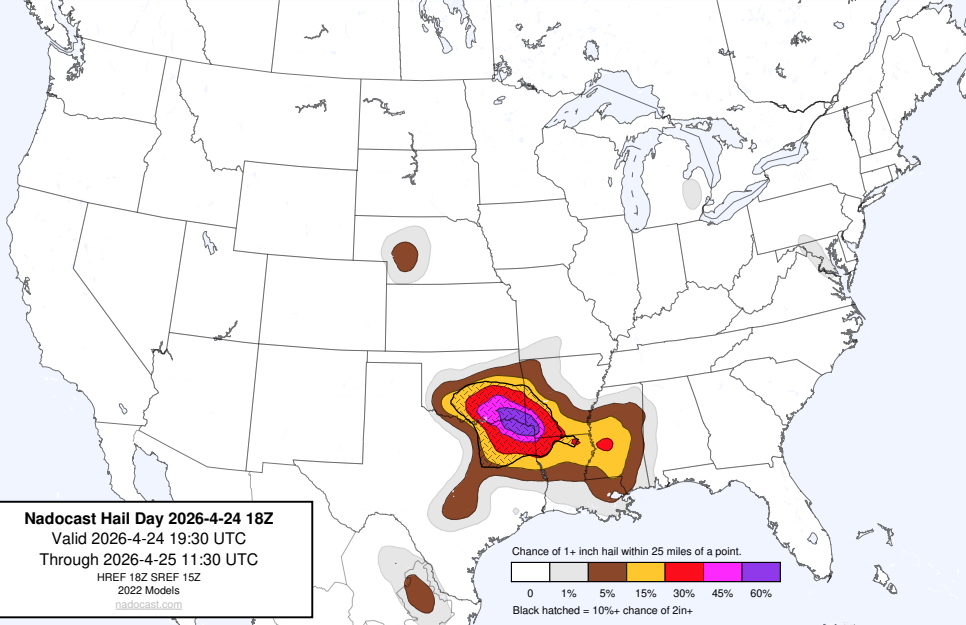 Nadocast Hail Day 2026-4-24 18Z
Valid 2026-4-24 19:30 UTC
Through 2026-4-25 11:30 UTC
HREF 18Z SREF 15Z
2022 Models
nadocast.com
Chance of 1+ inch hail within 25 miles of a point.
0 1% 5% 15% 30% 45% 60%
Black hatched = 10%+ chance of 2in+